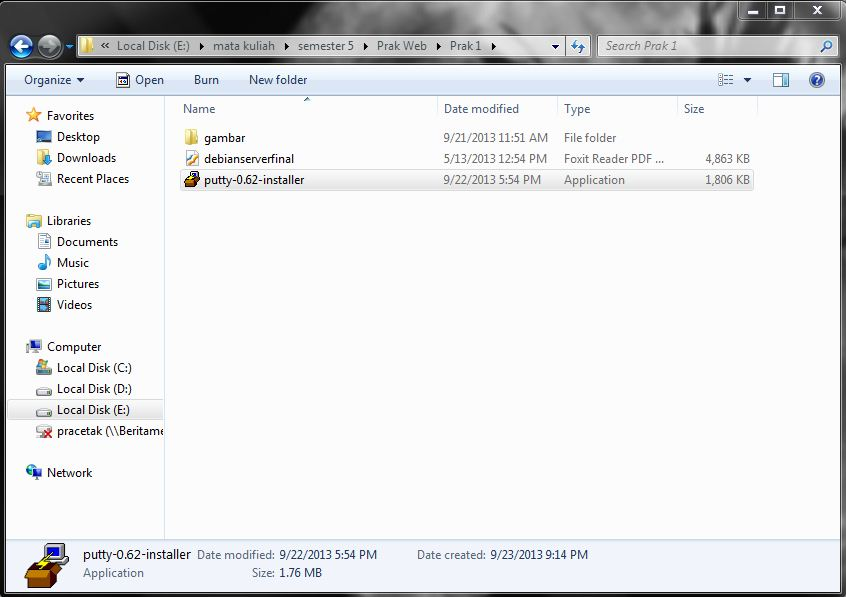 « Local Disk (E:) mata kuliah semester 5 Prak Web Prak 1 Search Prak 1
Organize Open Burn New folder
Name Date modified Type Size
Favorites
Desktop
Downloads
Recent Places
Libraries
Documents
Music
Pictures
Videos
Computer
Local Disk (C:)
Local Disk (D:)
Local Disk (E:)
pracetak (\\Beritame
Network
gambar 9/21/2013 11:51 AM File folder
debianserverfinal 5/13/2013 12:54 PM Foxit Reader PDF ... 4,863 KB
putty-0.62-installer 9/22/2013 5:54 PM Application 1,806 KB
putty-0.62-installer Date modified: 9/22/2013 5:54 PM Date created: 9/23/2013 9:14 PM
Application Size: 1.76 MB